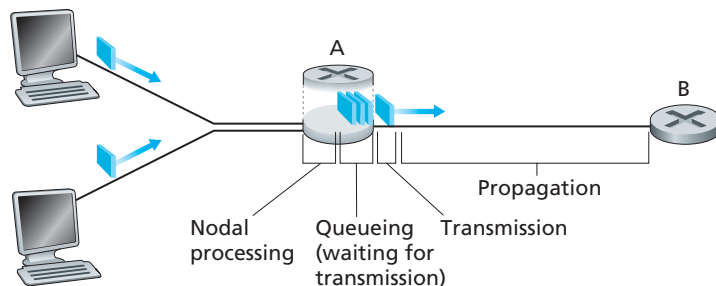 A
B
Propagation
Nodal
processing
Queueing
(waiting for
transmission)
Transmission